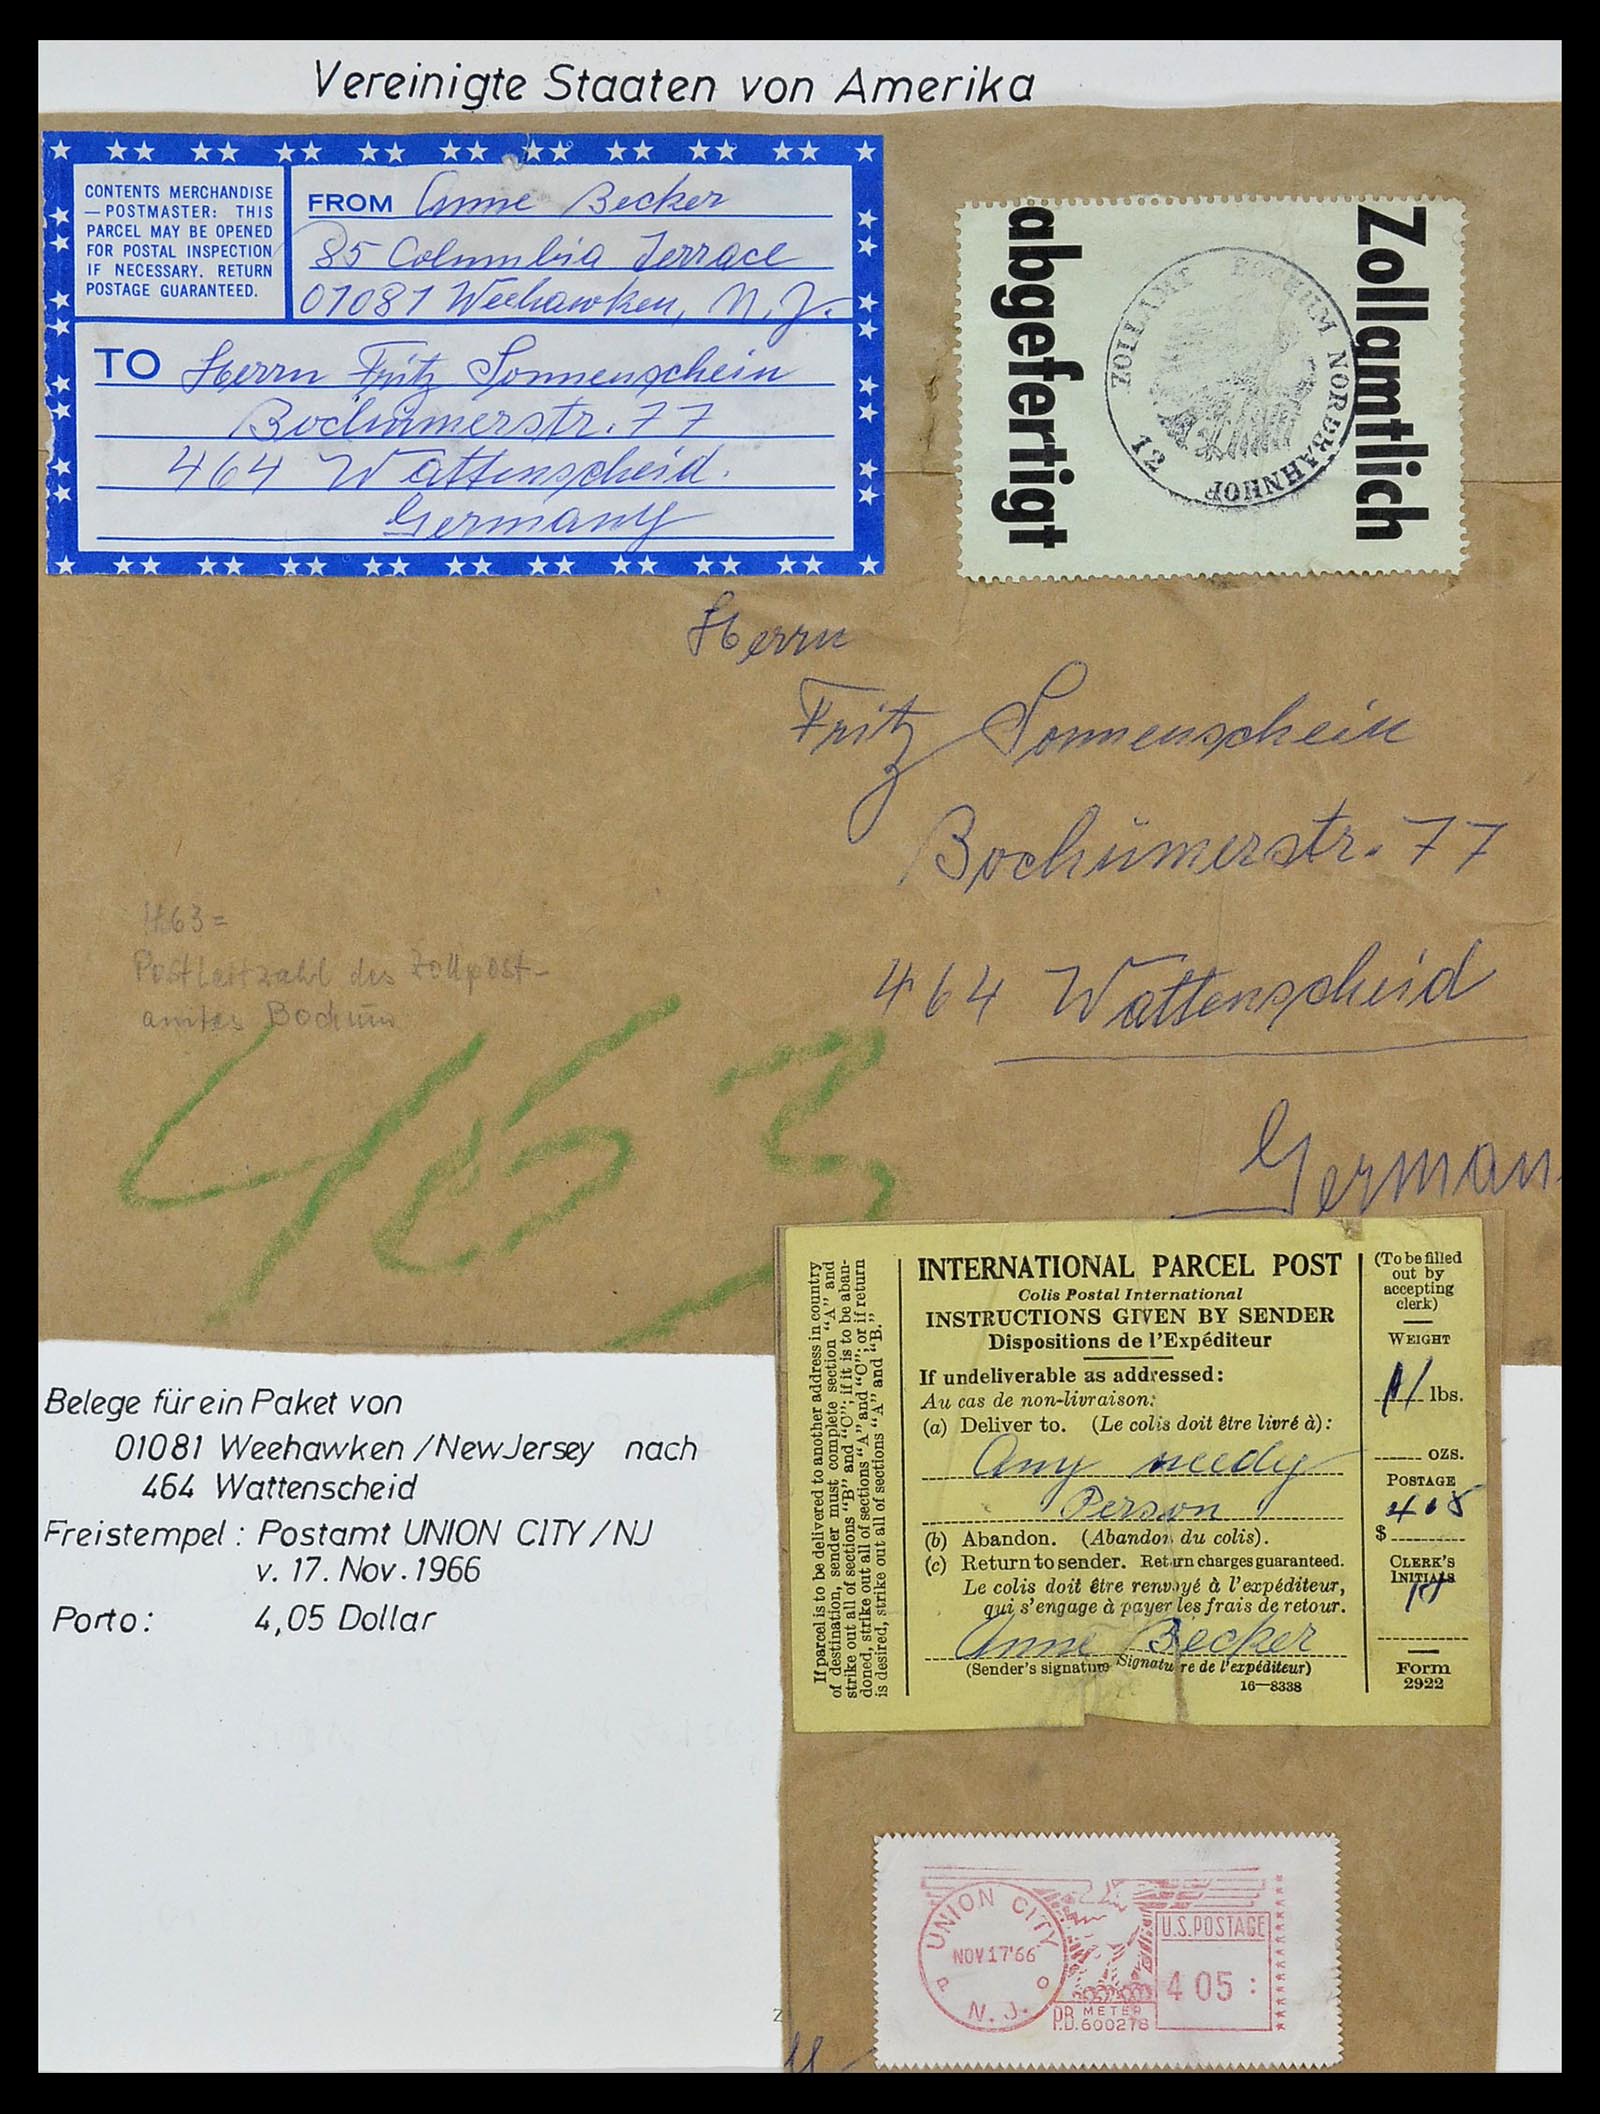 Vereinigte Staaten von Amerika
CONTENTS MERCHANDISE
— POSTMASTER: THIS
PARCEL MAY BE OPENED
FOR POSTAL INSPECTION
IF NECESSARY. RETURN
POSTAGE GUARANTEED.
FROM Anne Becker
85 Columbia Terrace
07087 Weehawken, N.J.
TO Herrn Fritz Sonnenschein
Bochumerstr. 77
464 Wattenscheid.
Germany
Zollamtlich
abgefertigt
ZOLLAMT BOCHUM NORDBAHNHOF
12
Herrn
Fritz Sonnenschein
Bochumerstr. 77
464 Wattenscheid
German
463 =
Postleitzahl des Zollpost-
amtes Bochum
463
If parcel is to be delivered to another address in country
of destination, sender must complete section "A" and
strike out all of sections "B" and "C"; if it is to be aban-
doned, strike out all of sections "A" and "C"; or if return
is desired, strike out all of sections "A" and "B."
INTERNATIONAL PARCEL POST
Colis Postal International
INSTRUCTIONS GIVEN BY SENDER
Dispositions de l'Expéditeur
If undeliverable as addressed:
Au cas de non-livraison:
(a) Deliver to. (Le colis doit être livré à):
Any needy
Person
(b) Abandon. (Abandon du colis).
(c) Return to sender. Return charges guaranteed.
Le colis doit être renvoyé à l'expéditeur,
qui s'engage à payer les frais de retour.
Anne Becker
(Sender's signature Signature de l'expéditeur)
16—8338
(To be filled
out by
accepting
clerk)
WEIGHT
11 lbs.
OZS.
POSTAGE
405
$
CLERK'S
INITIALS
Form
2922
Belege für ein Paket von
01081 Weehawken / New Jersey nach
464 Wattenscheid
Freistempel: Postamt UNION CITY / NJ
v. 17. Nov. 1966
Porto: 4,05 Dollar
UNION CITY
NOV 17 '66
P O
N. J.
U.S. POSTAGE
4 05 :
METER
P.B. 600278